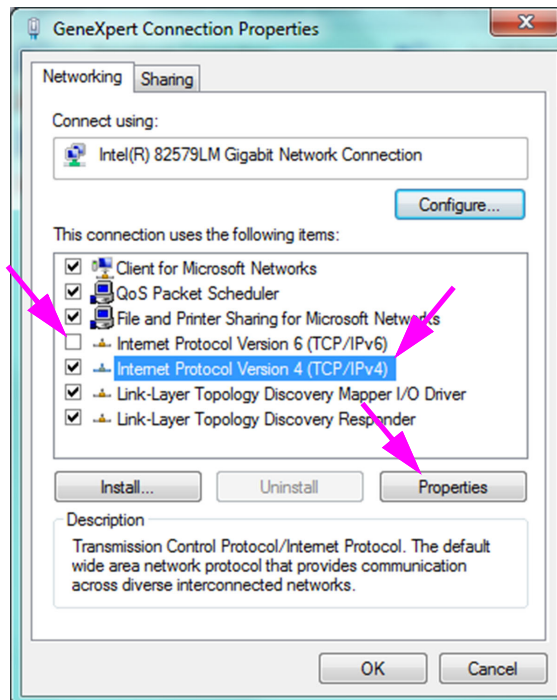 GeneXpert Connection Properties
Networking Sharing
Connect using:
Intel(R) 82579LM Gigabit Network Connection
Configure...
This connection uses the following items:
Client for Microsoft Networks
QoS Packet Scheduler
File and Printer Sharing for Microsoft Networks
Internet Protocol Version 6 (TCP/IPv6)
Internet Protocol Version 4 (TCP/IPv4)
Link-Layer Topology Discovery Mapper I/O Driver
Link-Layer Topology Discovery Responder
Install... Uninstall Properties
Description
Transmission Control Protocol/Internet Protocol. The default
wide area network protocol that provides communication
across diverse interconnected networks.
OK Cancel